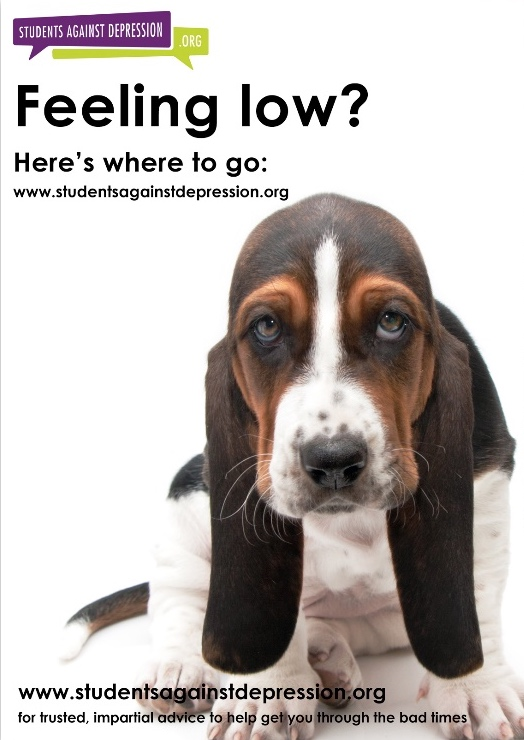 STUDENTS AGAINST DEPRESSION
.ORG
Feeling low?
Here's where to go:
www.studentsagainstdepression.org
www.studentsagainstdepression.org
for trusted, impartial advice to help get you through the bad times